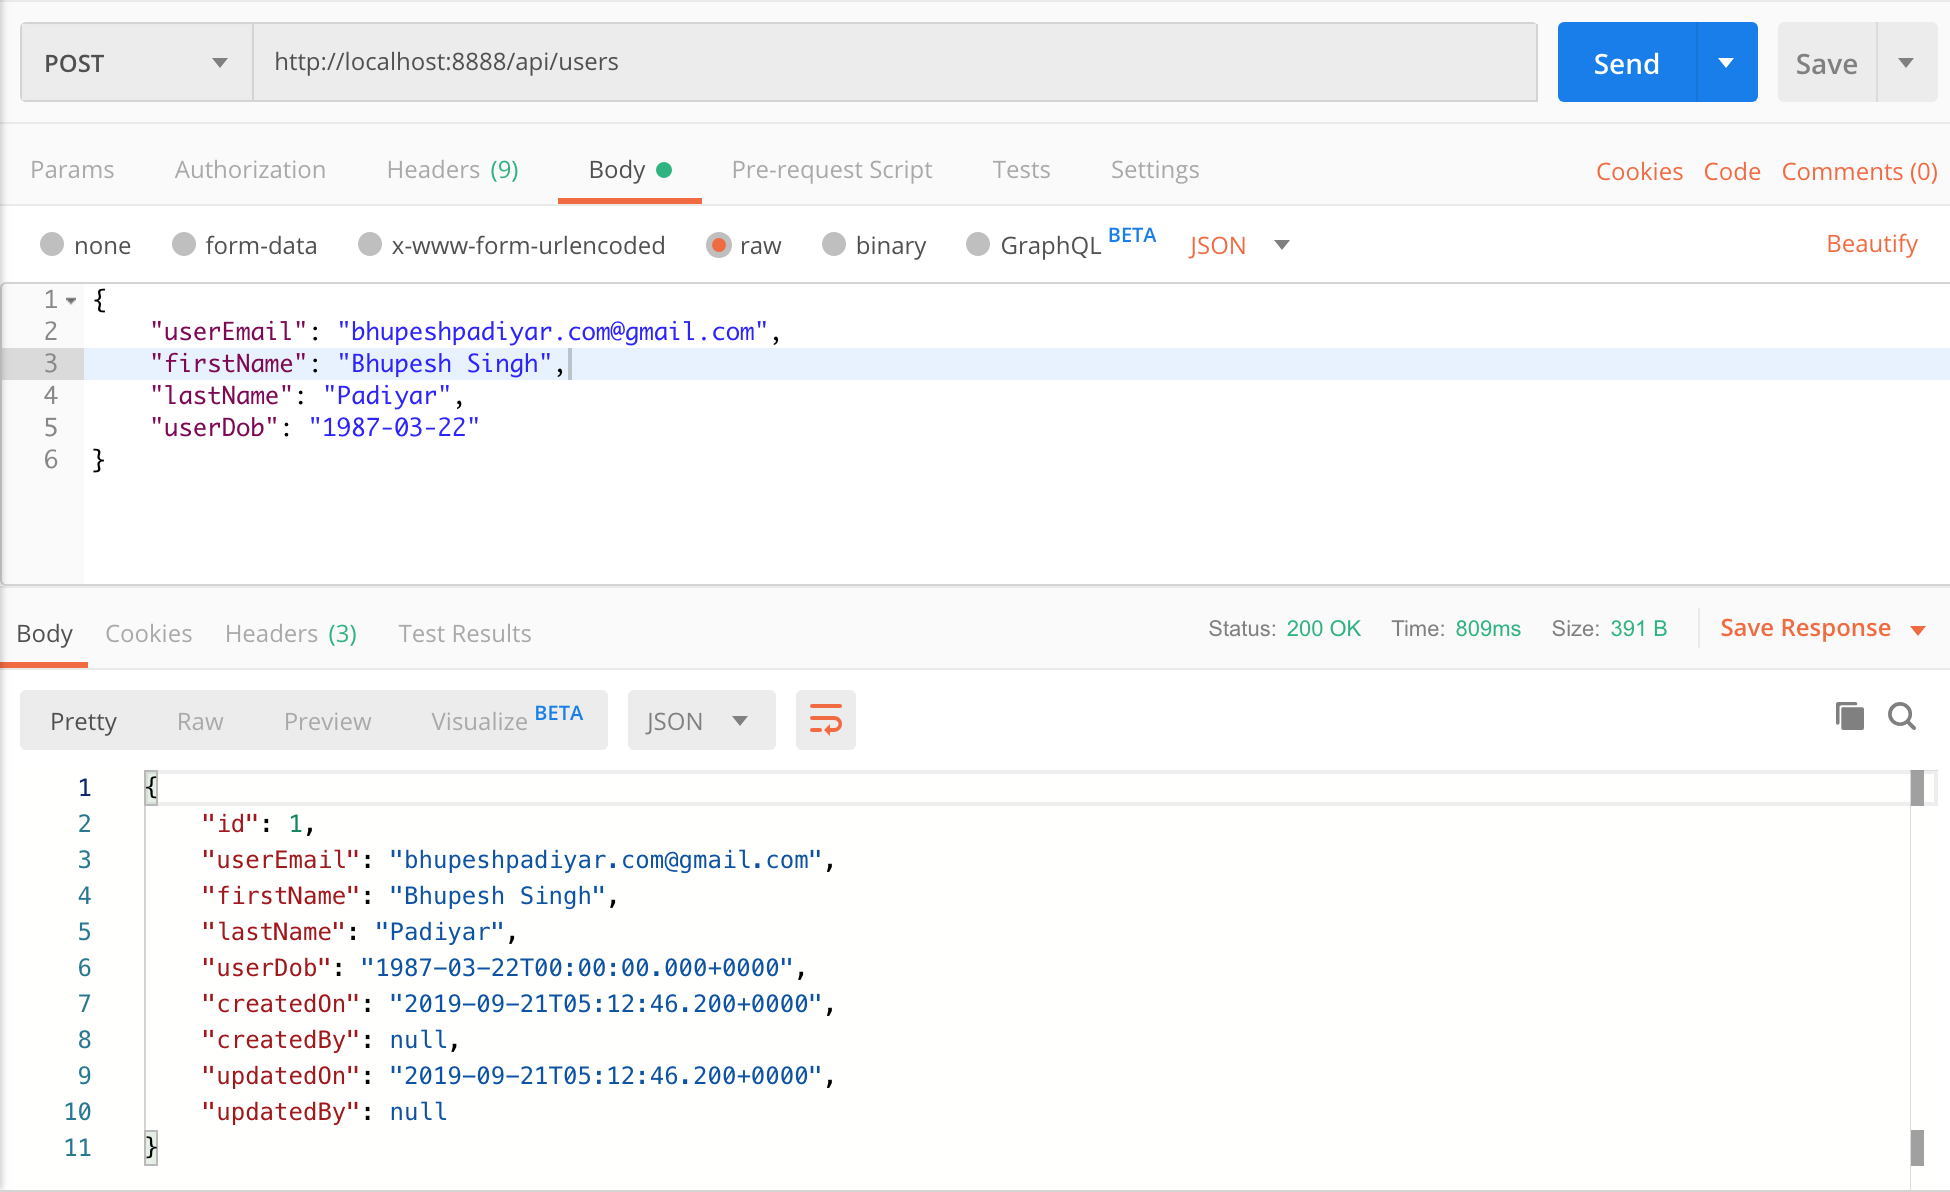 POST http://localhost:8888/api/users Send Save
Params Authorization Headers (9) Body Pre-request Script Tests Settings Cookies Code Comments (0)
none form-data x-www-form-urlencoded raw binary GraphQL BETA JSON Beautify
1 {
2 "userEmail": "bhupeshpadiyar.com@gmail.com",
3 "firstName": "Bhupesh Singh",
4 "lastName": "Padiyar",
5 "userDob": "1987-03-22"
6 }
Body Cookies Headers (3) Test Results Status: 200 OK Time: 809ms Size: 391 B Save Response
Pretty Raw Preview Visualize BETA JSON
1 {
2 "id": 1,
3 "userEmail": "bhupeshpadiyar.com@gmail.com",
4 "firstName": "Bhupesh Singh",
5 "lastName": "Padiyar",
6 "userDob": "1987-03-22T00:00:00.000+0000",
7 "createdOn": "2019-09-21T05:12:46.200+0000",
8 "createdBy": null,
9 "updatedOn": "2019-09-21T05:12:46.200+0000",
10 "updatedBy": null
11 }